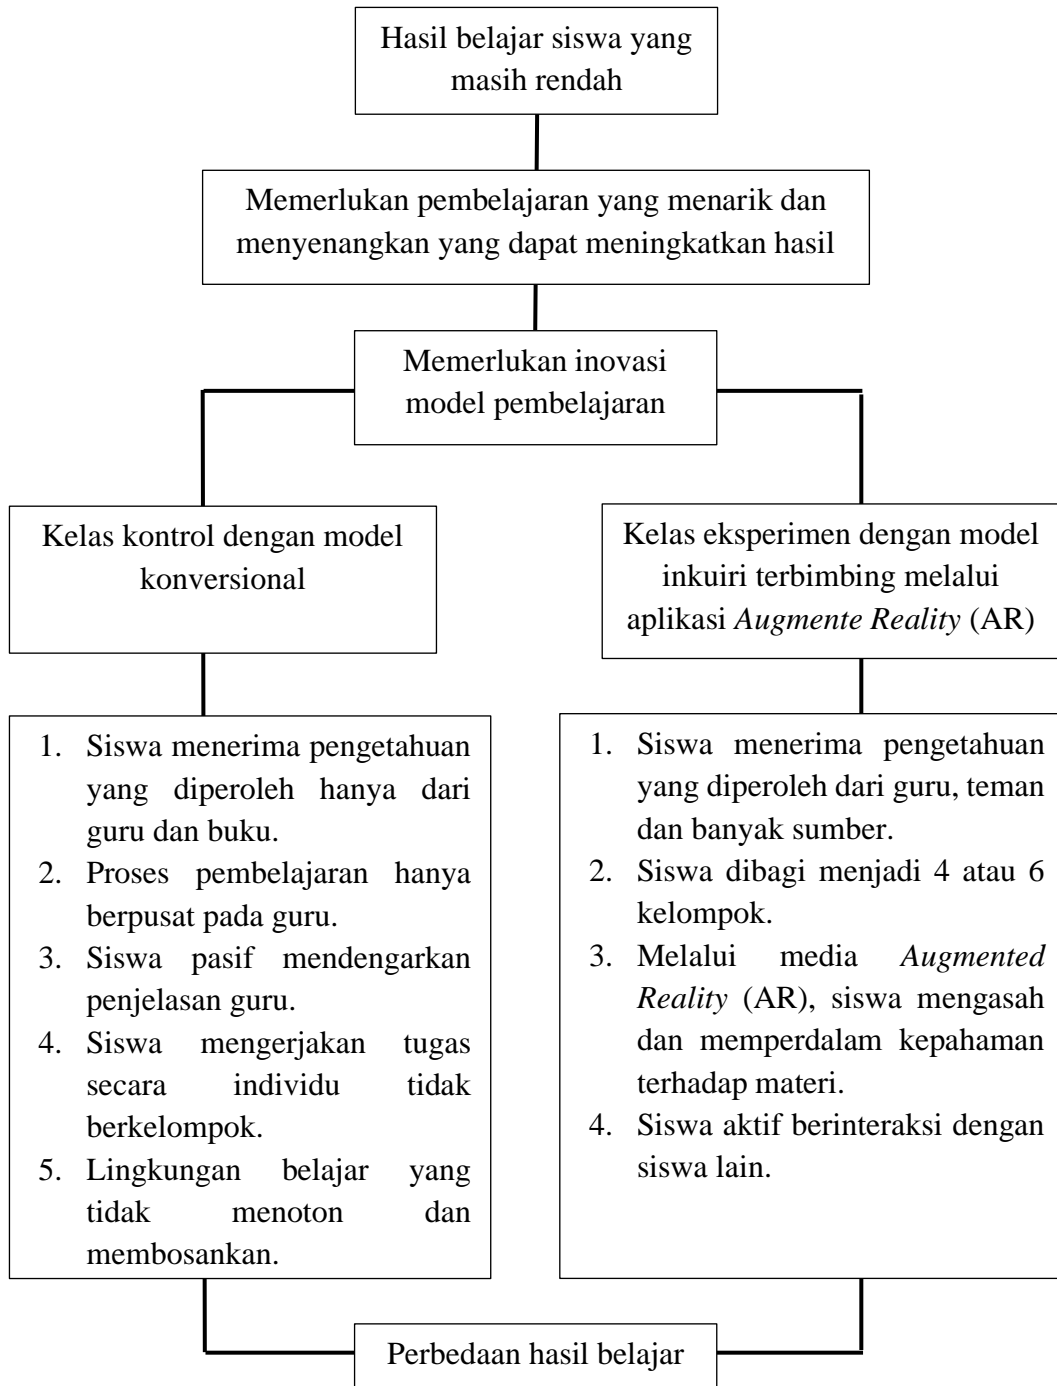 Hasil belajar siswa yang
masih rendah
Memerlukan pembelajaran yang menarik dan
menyenangkan yang dapat meningkatkan hasil
Memerlukan inovasi
model pembelajaran
Kelas kontrol dengan model
konversional
Kelas eksperimen dengan model
inkuiri terbimbing melalui
aplikasi Augmente Reality (AR)
1. Siswa menerima pengetahuan
yang diperoleh hanya dari
guru dan buku.
2. Proses pembelajaran hanya
berpusat pada guru.
3. Siswa pasif mendengarkan
penjelasan guru.
4. Siswa mengerjakan tugas
secara individu tidak
berkelompok.
5. Lingkungan belajar yang
tidak menoton dan
membosankan.
1. Siswa menerima pengetahuan
yang diperoleh dari guru, teman
dan banyak sumber.
2. Siswa dibagi menjadi 4 atau 6
kelompok.
3. Melalui media Augmented
Reality (AR), siswa mengasah
dan memperdalam kepahaman
terhadap materi.
4. Siswa aktif berinteraksi dengan
siswa lain.
Perbedaan hasil belajar